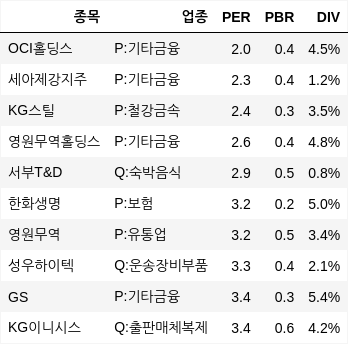 종목 업종 PER PBR DIV
OCI홀딩스 P:기타금융 2.0 0.4 4.5%
세아제강지주 P:기타금융 2.3 0.4 1.2%
KG스틸 P:철강금속 2.4 0.3 3.5%
영원무역홀딩스 P:기타금융 2.6 0.4 4.8%
서부T&D Q:숙박음식 2.9 0.5 0.8%
한화생명 P:보험 3.2 0.2 5.0%
영원무역 P:유통업 3.2 0.5 3.4%
성우하이텍 Q:운송장비부품 3.3 0.4 2.1%
GS P:기타금융 3.4 0.3 5.4%
KG이니시스 Q:출판매체복제 3.4 0.6 4.2%